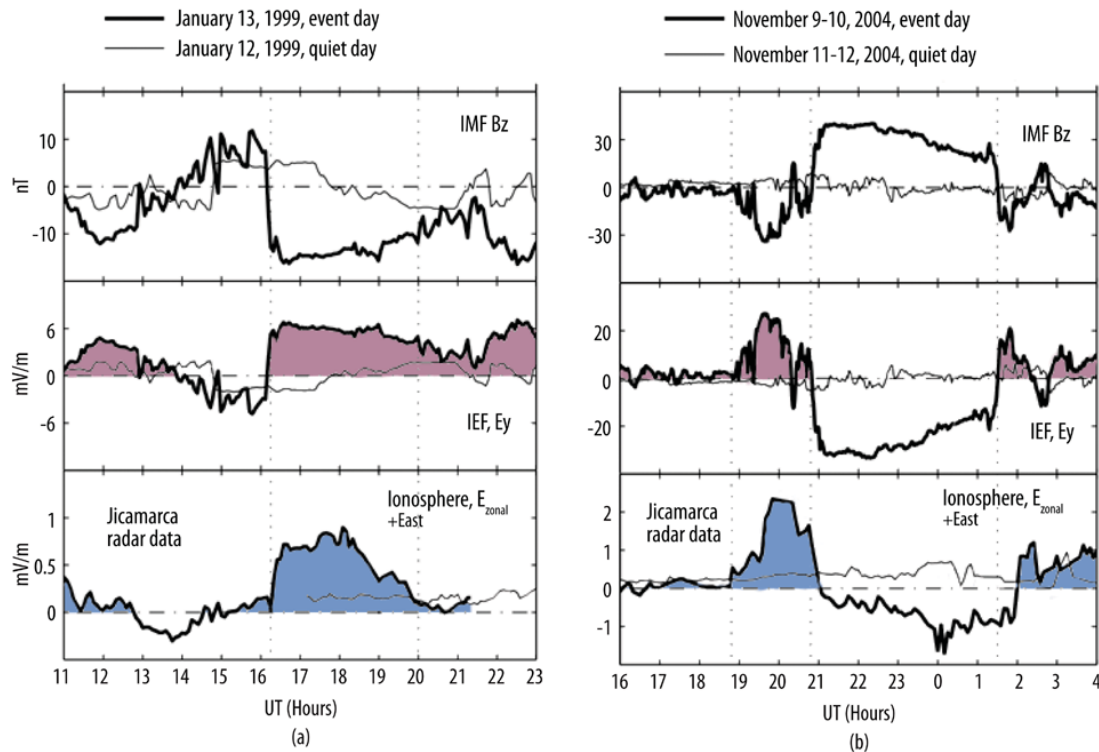 January 13, 1999, event day
January 12, 1999, quiet day
10
0
-10
nT
IMF Bz
6
0
-6
mV/m
IEF, Ey
1
0.5
0
mV/m
Jicamarca
radar data
Ionosphere, E_zonal
+East
11 12 13 14 15 16 17 18 19 20 21 22 23
UT (Hours)
(a)
November 9-10, 2004, event day
November 11-12, 2004, quiet day
30
0
-30
IMF Bz
20
0
-20
IEF, Ey
2
1
0
-1
Jicamarca
radar data
Ionosphere, E_zonal
+East
16 17 18 19 20 21 22 23 0 1 2 3 4
UT (Hours)
(b)